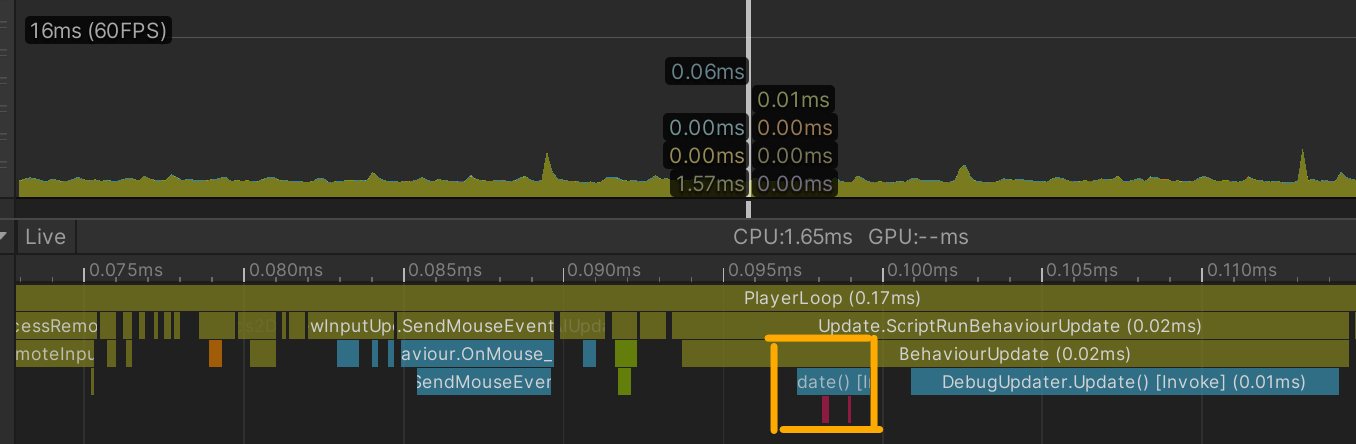 16ms (60FPS)
0.06ms
0.01ms
0.00ms 0.00ms
0.00ms 0.00ms
1.57ms 0.00ms
Live CPU:1.65ms GPU:--ms
0.075ms 0.080ms 0.085ms 0.090ms 0.095ms 0.100ms 0.105ms 0.110ms
PlayerLoop (0.17ms)
cessRemo wInputUp .SendMouseEvent Update.ScriptRunBehaviourUpdate (0.02ms)
moteInpu aviour.OnMouse_ BehaviourUpdate (0.02ms)
SendMouseEver date() [I DebugUpdater.Update() [Invoke] (0.01ms)